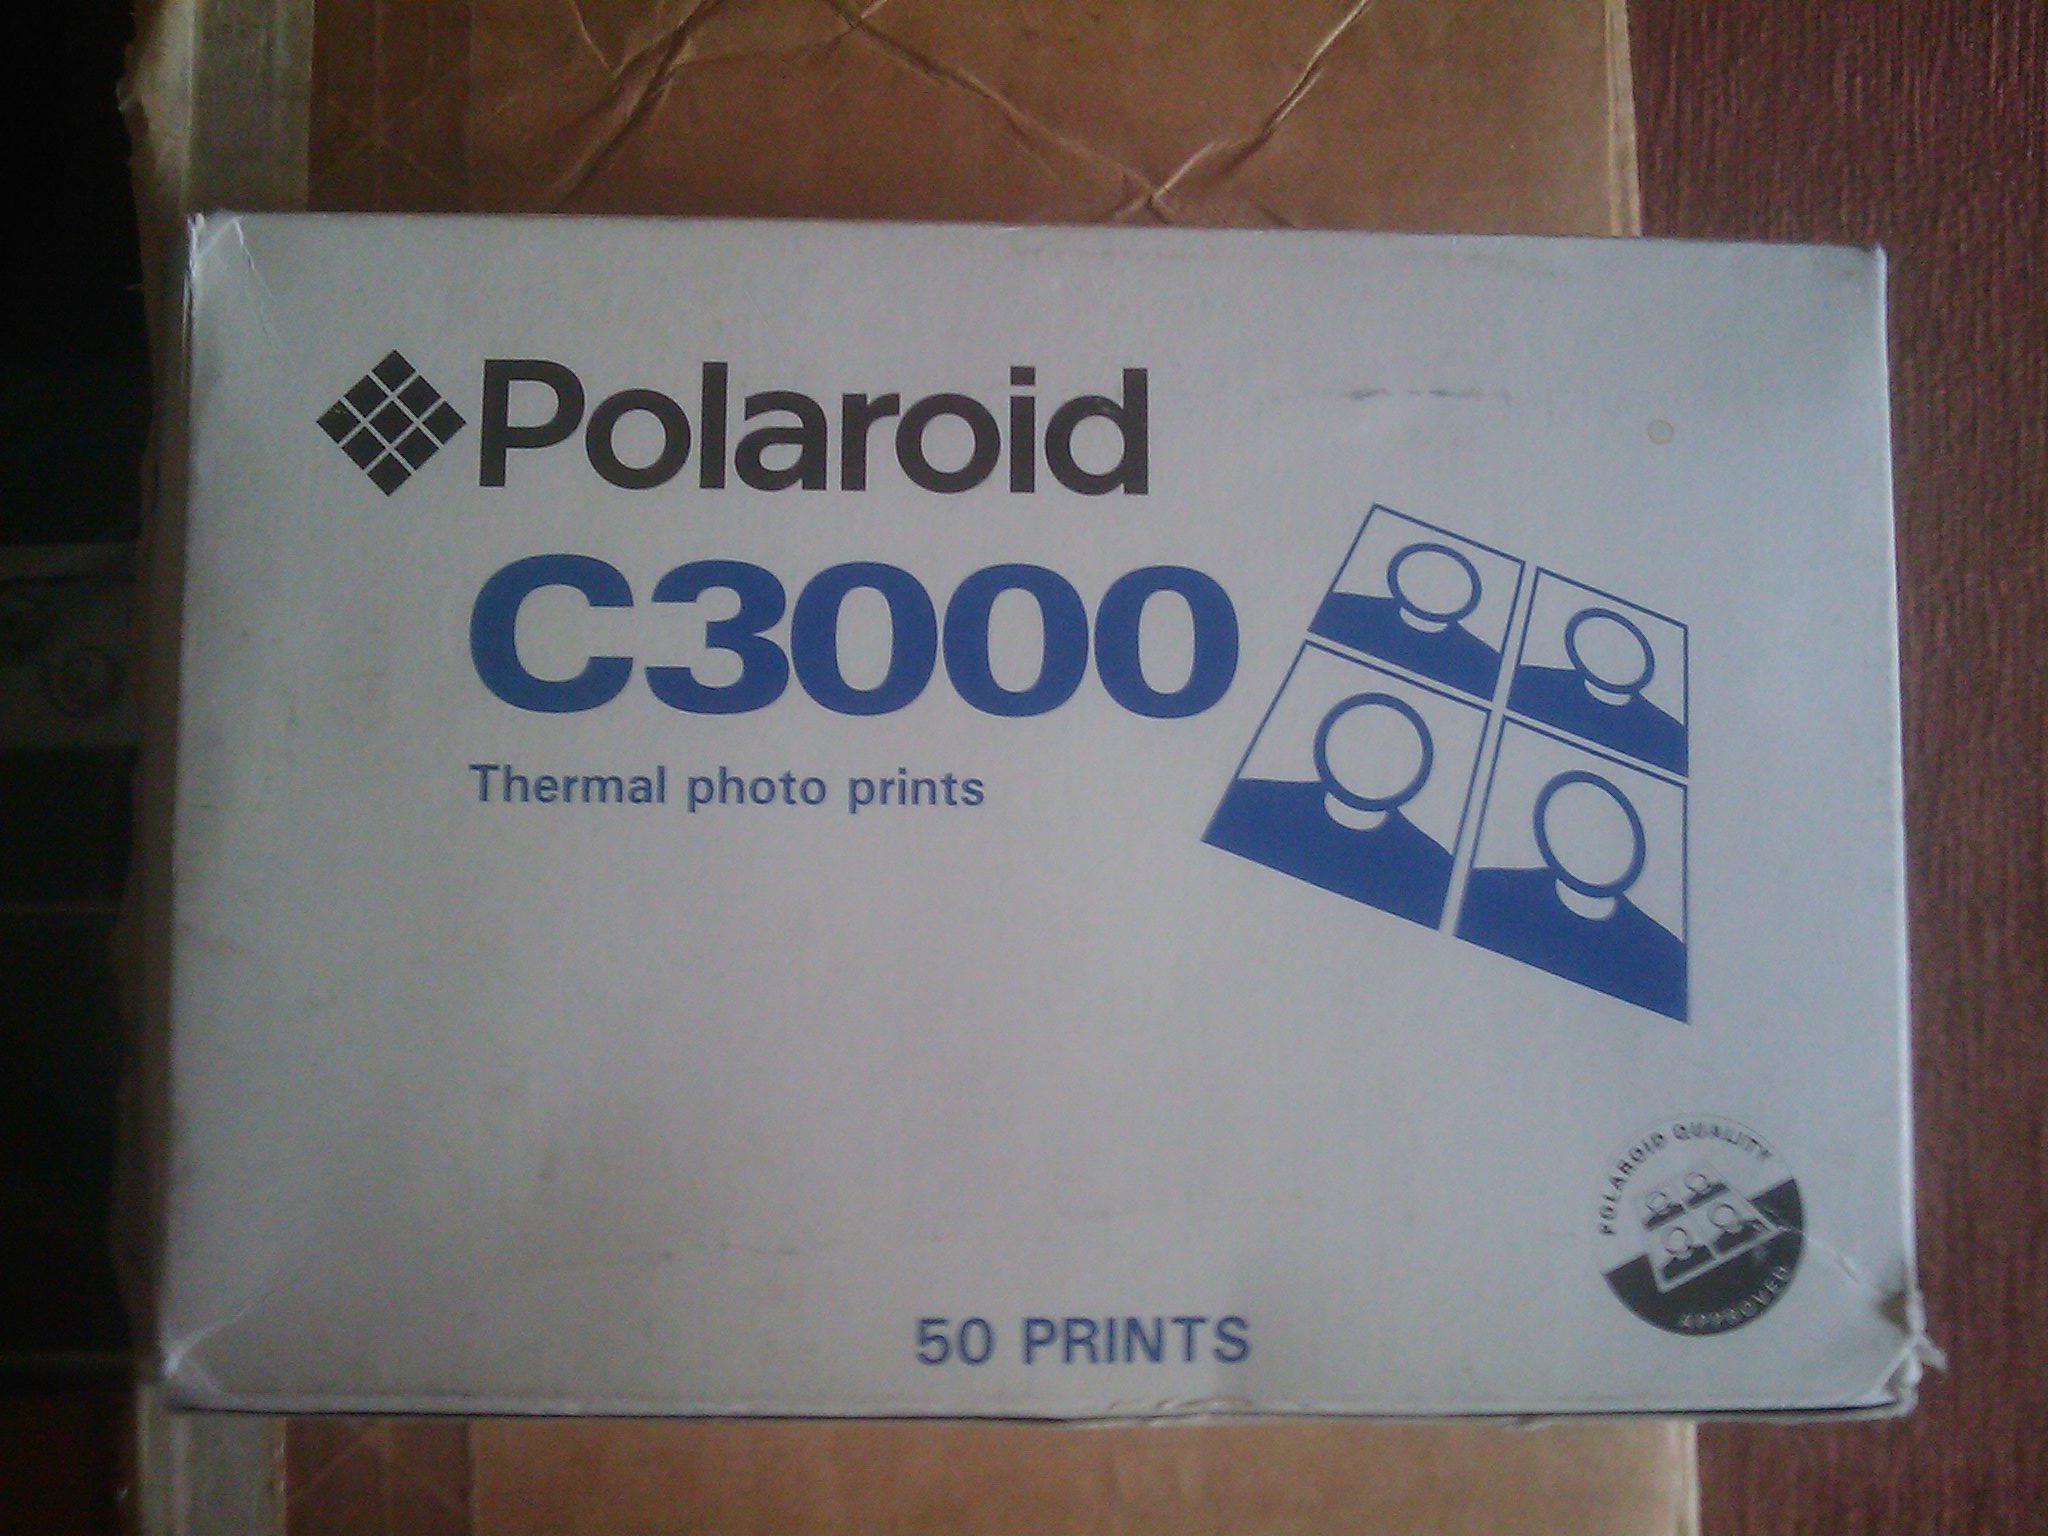 Polaroid
C3000
Thermal photo prints
POLAROID QUALITY
APPROVED
50 PRINTS